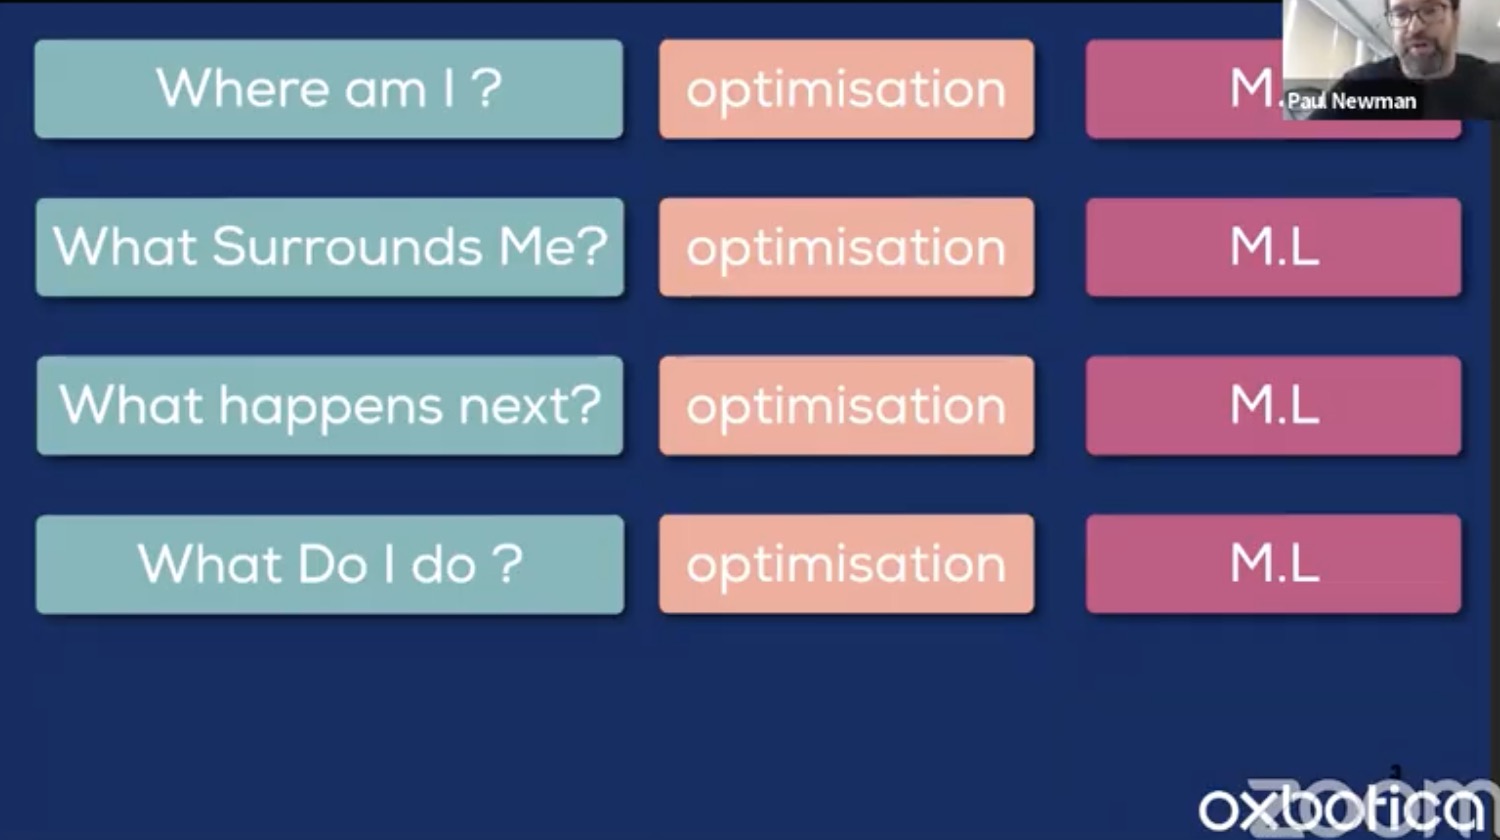 Where am I ? optimisation M.
Paul Newman
What Surrounds Me? optimisation M.L
What happens next? optimisation M.L
What Do I do ? optimisation M.L
3
zoom
oxbotica